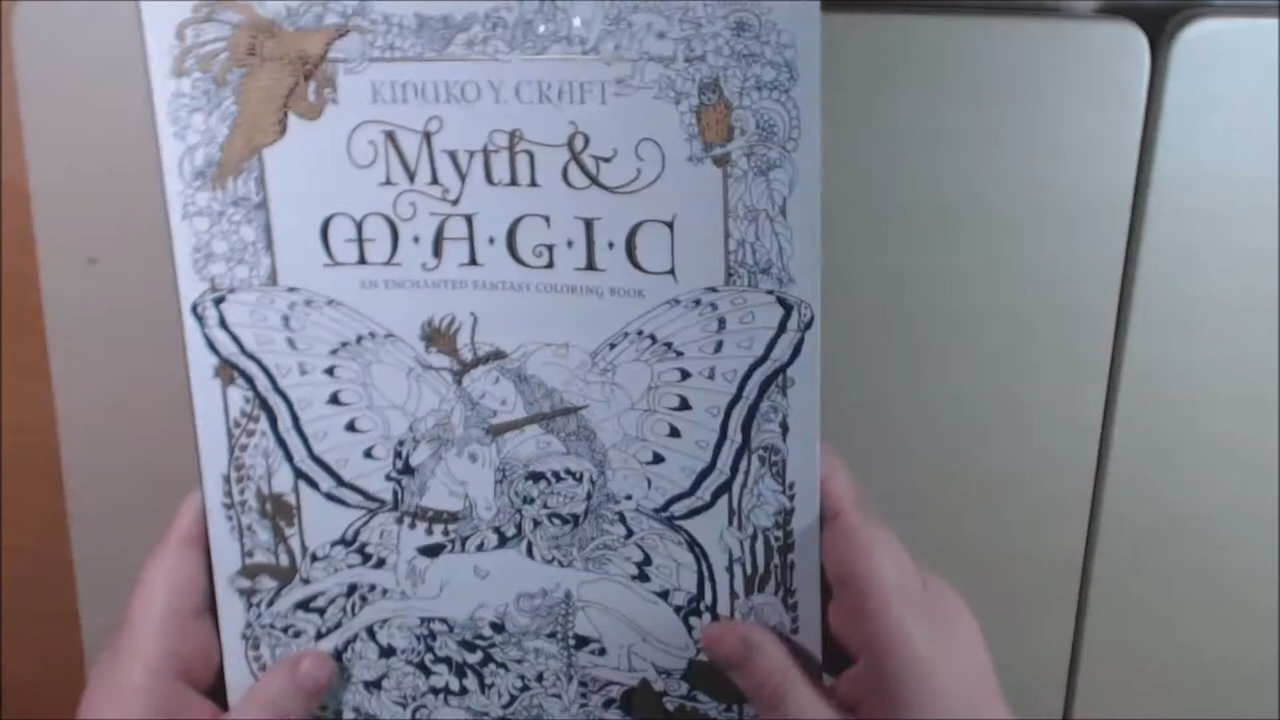 KINUKO Y. CRAFT
Myth &
M·A·G·I·C
AN ENCHANTED FANTASY COLORING BOOK